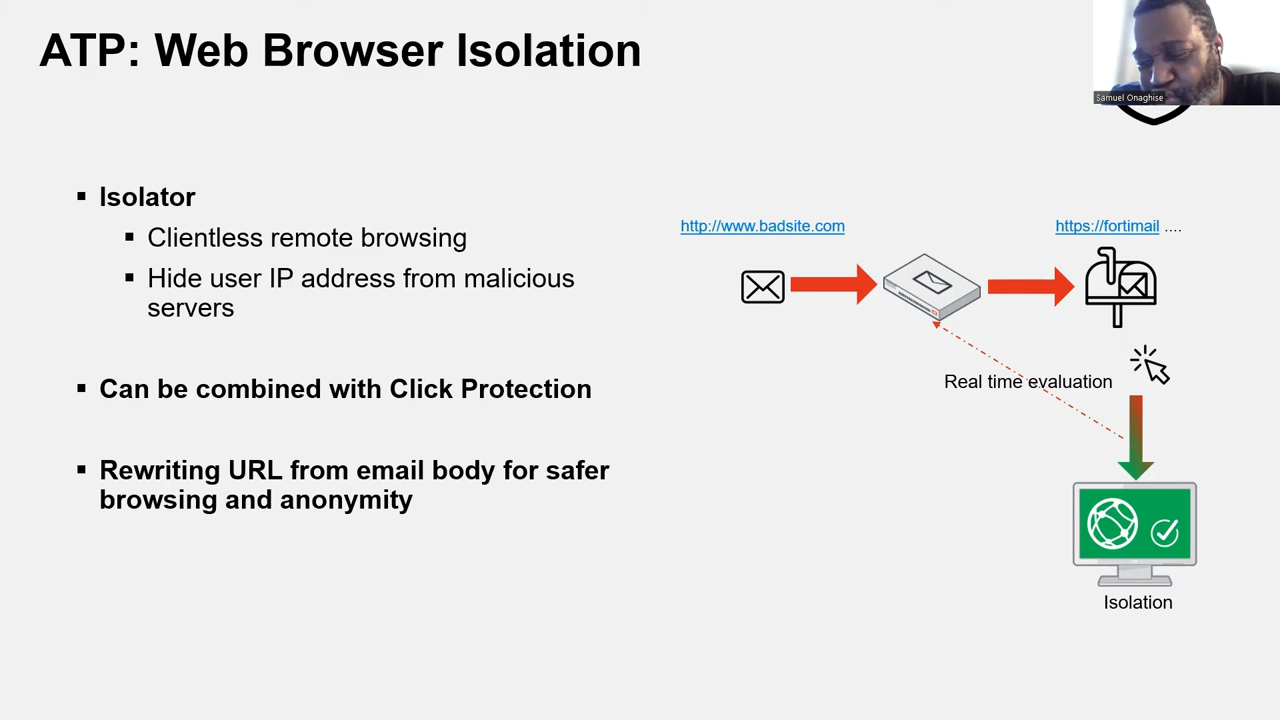 ATP: Web Browser Isolation
Samuel Onaghise
Isolator
Clientless remote browsing
Hide user IP address from malicious
servers
Can be combined with Click Protection
Rewriting URL from email body for safer
browsing and anonymity
http://www.badsite.com
https://fortimail ....
Real time evaluation
Isolation